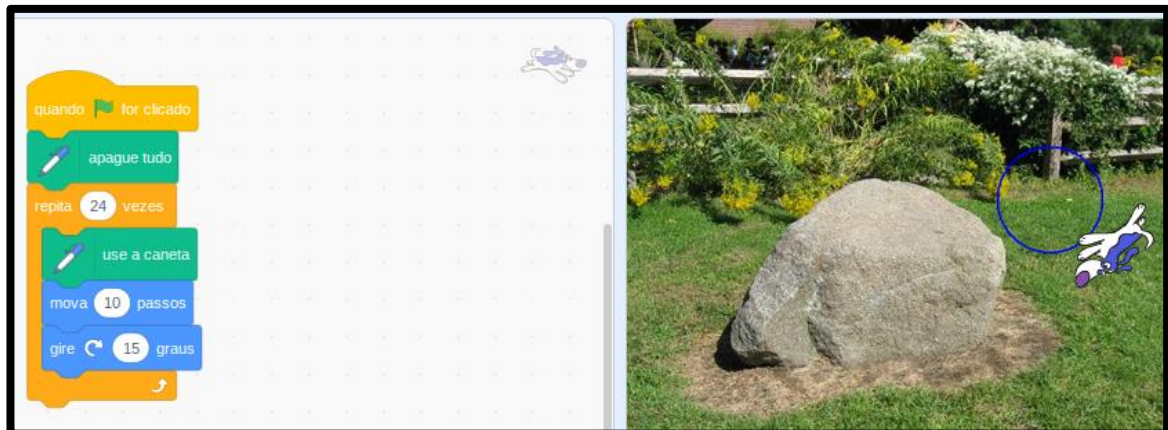 quando for clicado
apague tudo
repita 24 vezes
use a caneta
mova 10 passos
gire 15 graus